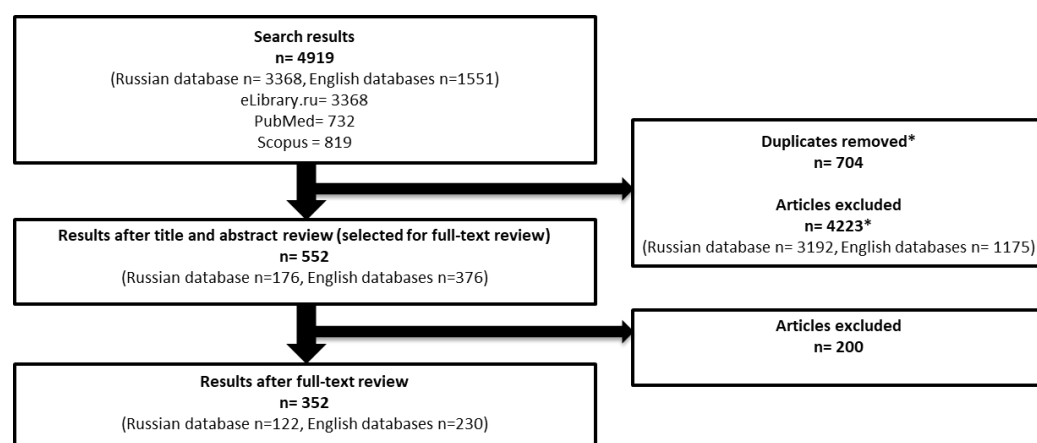 Search results
n= 4919
(Russian database n= 3368, English databases n=1551)
eLibrary.ru= 3368
PubMed= 732
Scopus = 819
Duplicates removed*
n= 704
Articles excluded
n= 4223*
(Russian database n= 3192, English databases n= 1175)
Results after title and abstract review (selected for full-text review)
n= 552
(Russian database n=176, English databases n=376)
Articles excluded
n= 200
Results after full-text review
n= 352
(Russian database n=122, English databases n=230)